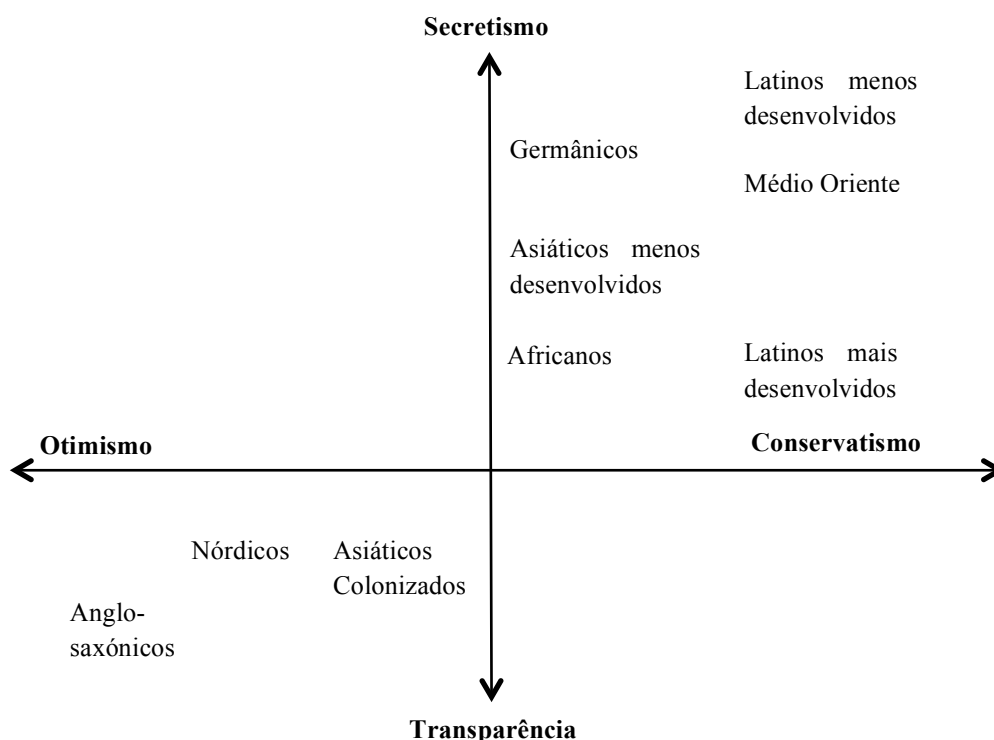 Secretismo
Latinos menos
desenvolvidos
Germânicos
Médio Oriente
Asiáticos menos
desenvolvidos
Africanos
Latinos mais
desenvolvidos
Otimismo
Conservatismo
Nórdicos
Asiáticos
Colonizados
Anglo-
saxónicos
Transparência